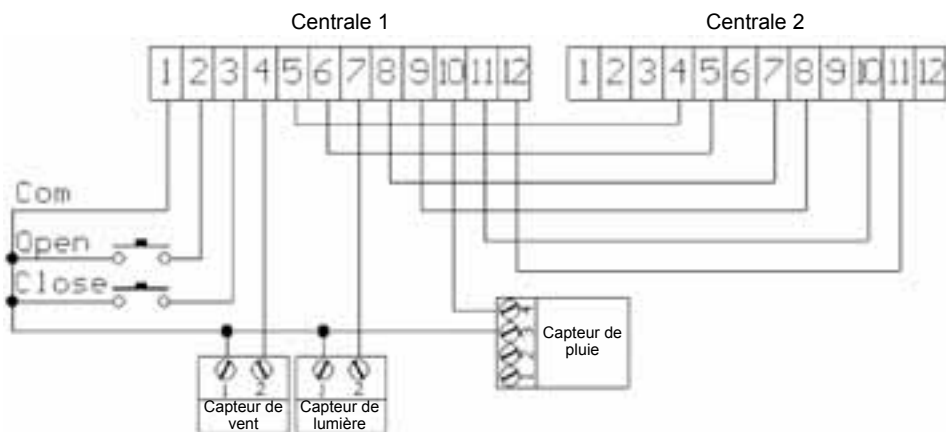 Centrale 1 Centrale 2
1 2 3 4 5 6 7 8 9 10 11 12 1 2 3 4 5 6 7 8 9 10 11 12
Com
Open
Close
Capteur de
pluie
1 2 1 2
Capteur de
vent
Capteur de
lumière